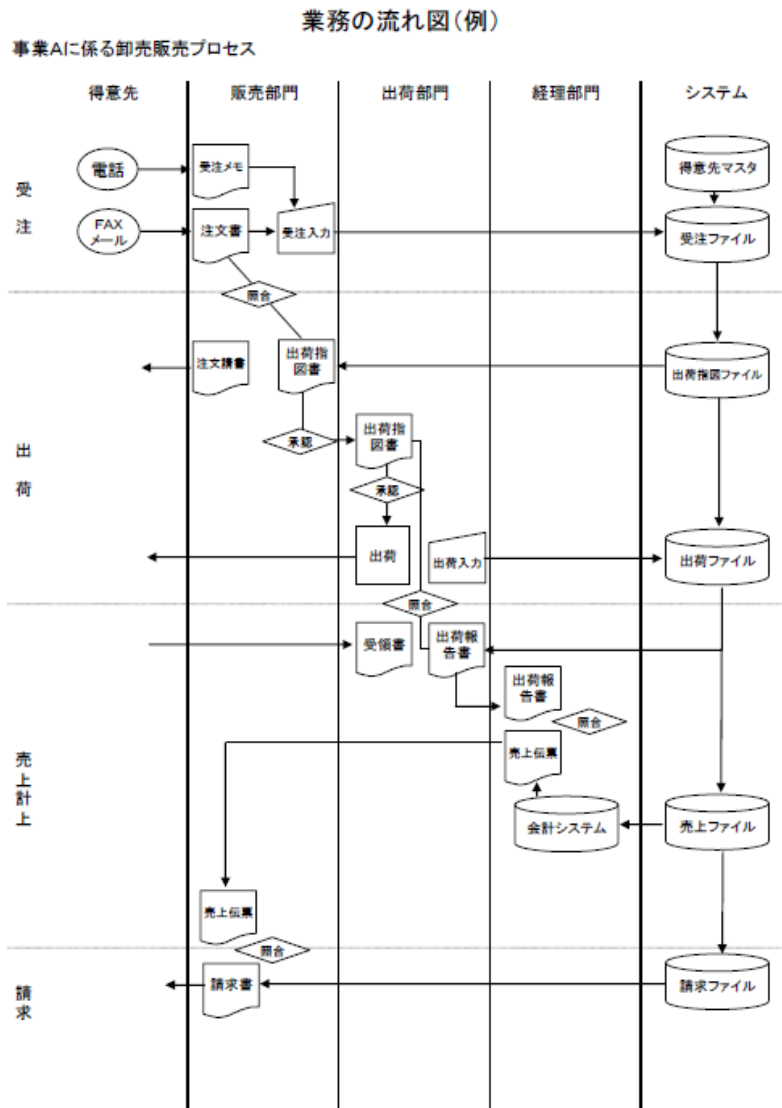 業務の流れ図(例)
事業Aに係る卸売販売プロセス
得意先
販売部門
出荷部門
経理部門
システム
受注
電話
受注メモ
得意先マスタ
FAX
メール
注文書
受注入力
受注ファイル
照合
出荷
注文請書
出荷指
図書
出荷指図ファイル
承認
出荷指
図書
承認
出荷
出荷入力
出荷ファイル
照合
売上計上
受領書
出荷報
告書
出荷報
告書
照合
売上伝票
会計システム
売上ファイル
売上伝票
照合
請求
請求書
請求ファイル